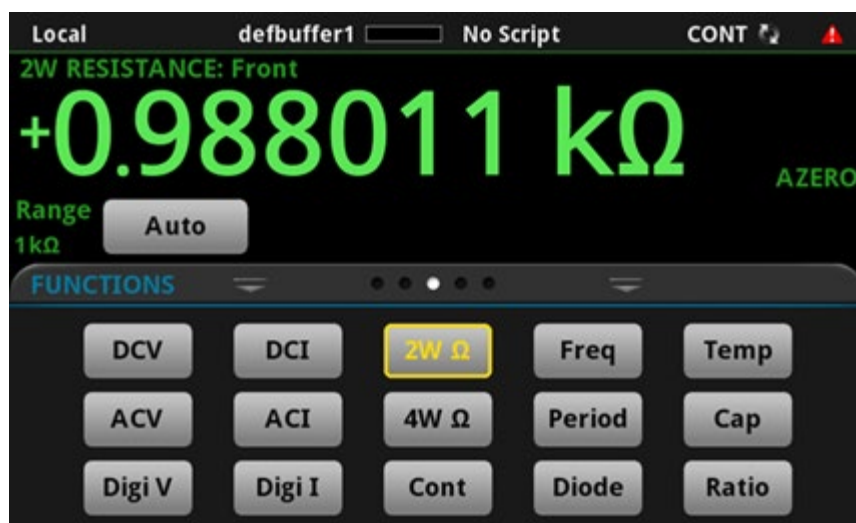 Local defbuffer1 No Script CONT
2W RESISTANCE: Front
+0.988011 kΩ
AZERO
Range Auto
1kΩ
FUNCTIONS
DCV DCI 2W Ω Freq Temp
ACV ACI 4W Ω Period Cap
Digi V Digi I Cont Diode Ratio